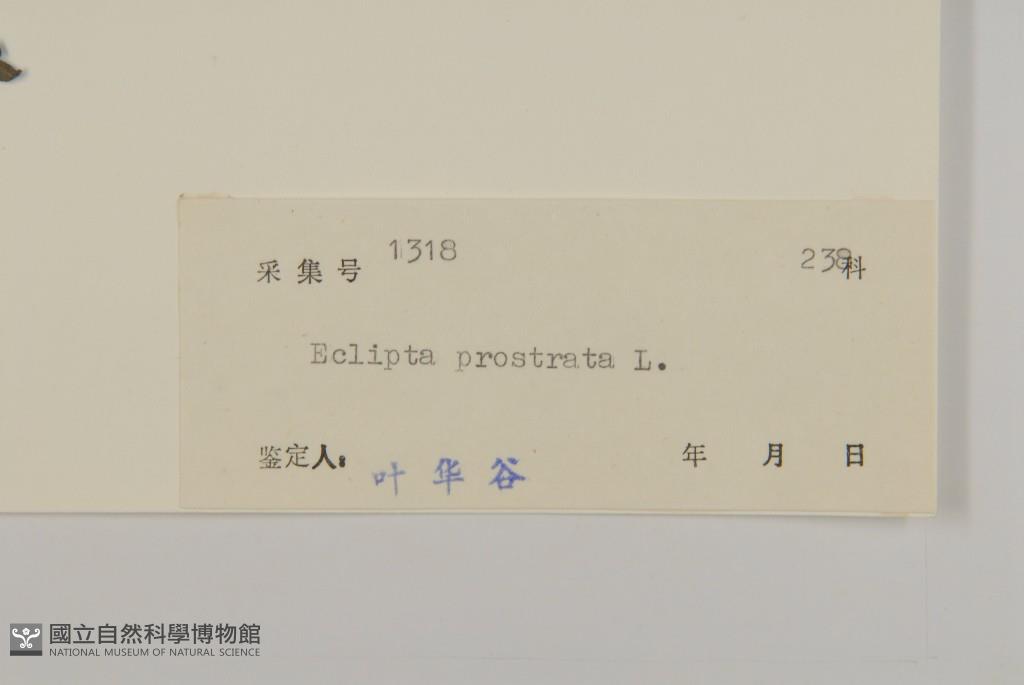 采集号 1318 238科
Eclipta prostrata L.
鉴定人: 叶华谷 年 月 日
國立自然科學博物館
NATIONAL MUSEUM OF NATURAL SCIENCE